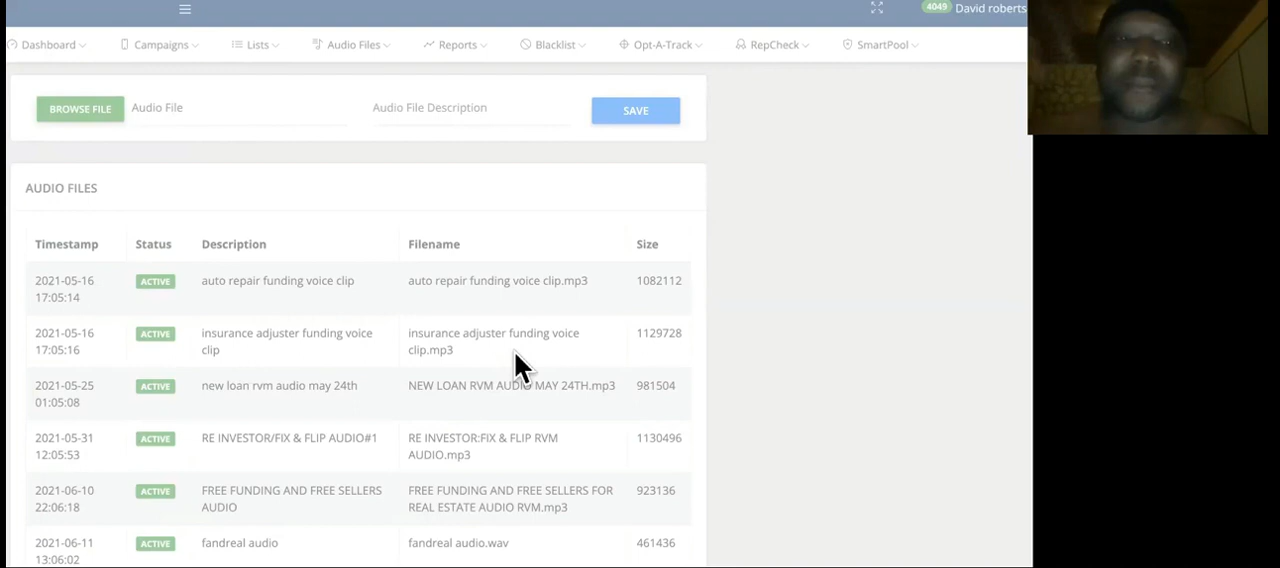 4049 David roberts
Dashboard Campaigns Lists Audio Files Reports Blacklist Opt-A-Track RepCheck SmartPool
BROWSE FILE Audio File Audio File Description SAVE
AUDIO FILES
Timestamp Status Description Filename Size
2021-05-16 ACTIVE auto repair funding voice clip auto repair funding voice clip.mp3 1082112
17:05:14
2021-05-16 ACTIVE insurance adjuster funding voice insurance adjuster funding voice 1129728
17:05:16 clip clip.mp3
2021-05-25 ACTIVE new loan rvm audio may 24th NEW LOAN RVM AUDIO MAY 24TH.mp3 981504
01:05:08
2021-05-31 ACTIVE RE INVESTOR/FIX & FLIP AUDIO#1 RE INVESTOR:FIX & FLIP RVM 1130496
12:05:53 AUDIO.mp3
2021-06-10 ACTIVE FREE FUNDING AND FREE SELLERS FREE FUNDING AND FREE SELLERS FOR 923136
22:06:18 AUDIO REAL ESTATE AUDIO RVM.mp3
2021-06-11 ACTIVE fandreal audio fandreal audio.wav 461436
13:06:02